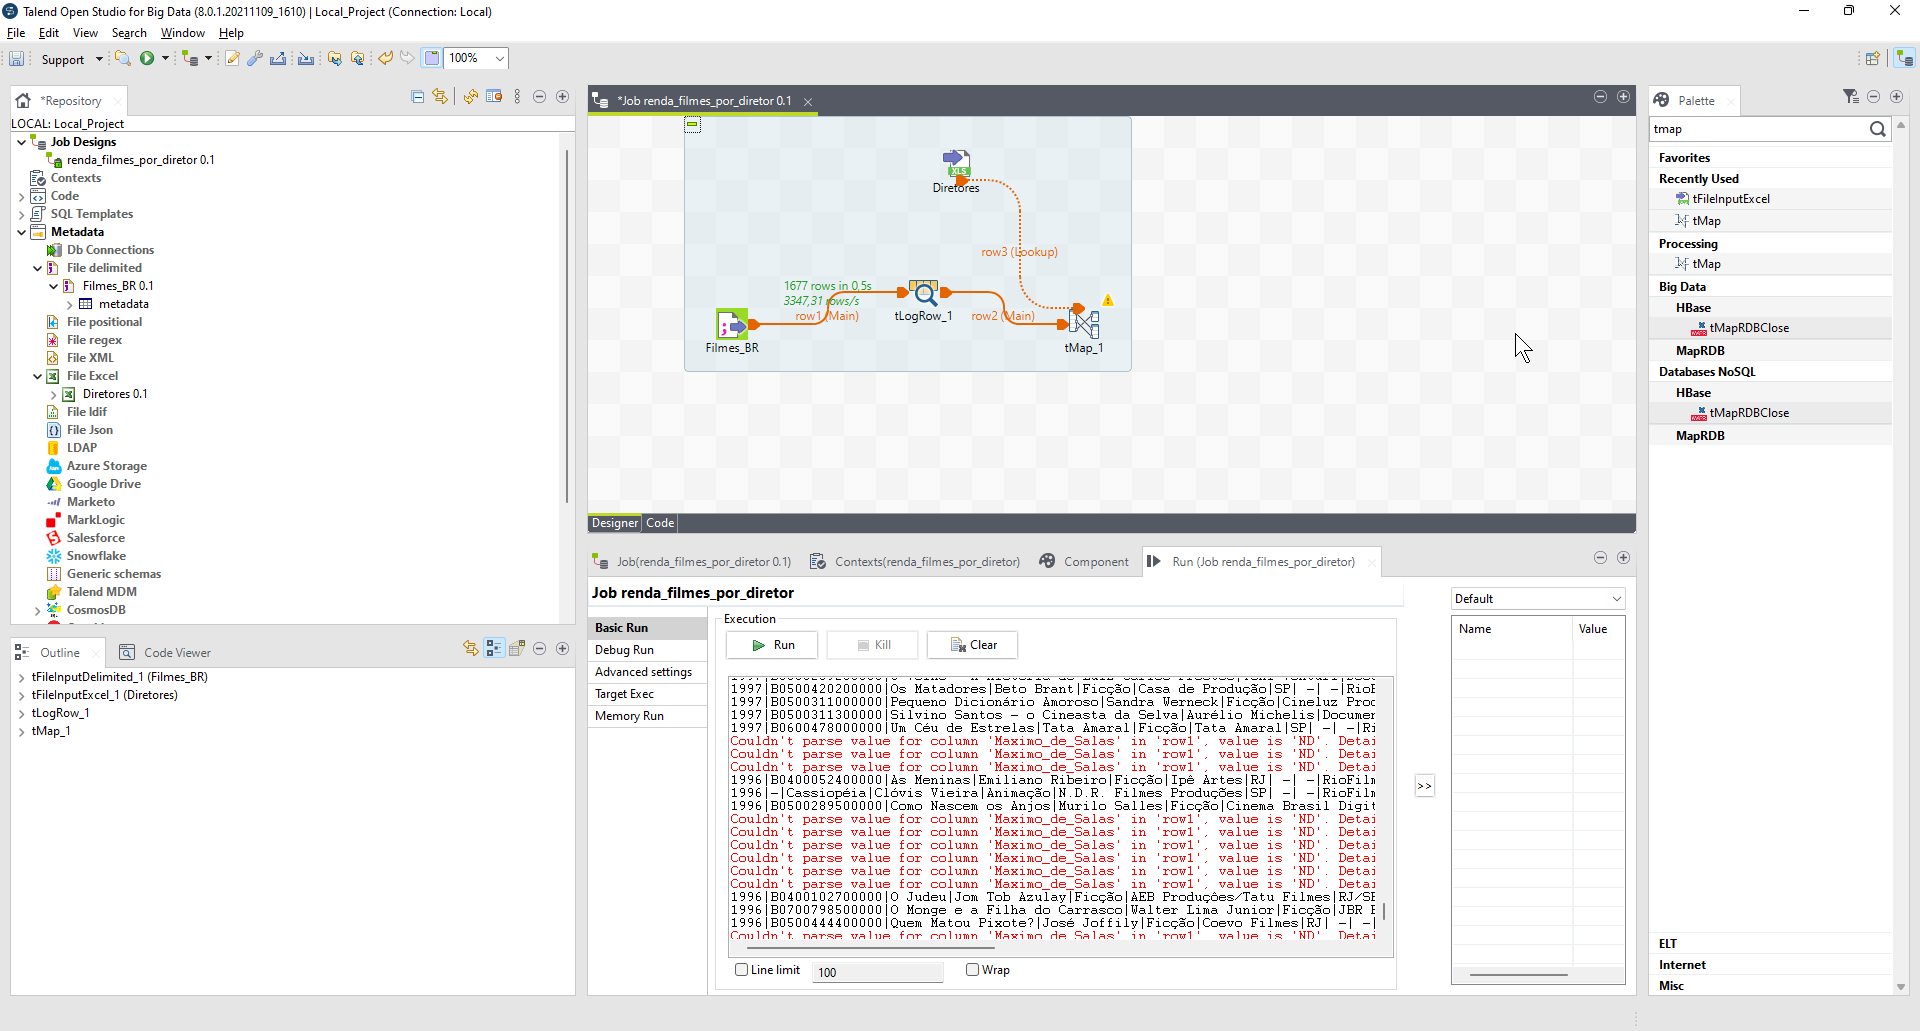 Talend Open Studio for Big Data (8.0.1.20211109_1610) | Local_Project (Connection: Local)
File Edit View Search Window Help
Support 100%
*Repository
LOCAL: Local_Project
Job Designs
renda_filmes_por_diretor 0.1
Contexts
Code
SQL Templates
Metadata
Db Connections
File delimited
Filmes_BR 0.1
metadata
File positional
File regex
File XML
File Excel
Diretores 0.1
File ldif
File Json
LDAP
Azure Storage
Google Drive
Marketo
MarkLogic
Salesforce
Snowflake
Generic schemas
Talend MDM
CosmosDB
Outline Code Viewer
tFileInputDelimited_1 (Filmes_BR)
tFileInputExcel_1 (Diretores)
tLogRow_1
tMap_1
*Job renda_filmes_por_diretor 0.1
XLS
Diretores
row3 (Lookup)
1677 rows in 0,5s
3347,31 rows/s
row1 (Main)
tLogRow_1
row2 (Main)
Filmes_BR
tMap_1
Designer Code
Job(renda_filmes_por_diretor 0.1) Contexts(renda_filmes_por_diretor) Component Run (Job renda_filmes_por_diretor)
Job renda_filmes_por_diretor
Basic Run
Debug Run
Advanced settings
Target Exec
Memory Run
Execution
Run Kill Clear
1997|B0500420200000|Os Matadores|Beto Brant|Ficção|Casa de Produção|SP| -| -|Rio
1997|B0500311000000|Pequeno Dicionário Amoroso|Sandra Werneck|Ficção|Cineluz Proc
1997|B0500311300000|Silvino Santos - o Cineasta da Selva|Aurélio Michelis|Documen
1997|B0600478000000|Um Céu de Estrelas|Tata Amaral|Ficção|Tata Amaral|SP| -| -|Ri
Couldn't parse value for column 'Maximo_de_Salas' in 'row1', value is 'ND'. Detai
Couldn't parse value for column 'Maximo_de_Salas' in 'row1', value is 'ND'. Detai
Couldn't parse value for column 'Maximo_de_Salas' in 'row1', value is 'ND'. Detai
1996|B0400052400000|As Meninas|Emiliano Ribeiro|Ficção|Ipê Artes|RJ| -| -|RioFilm
1996|-|Cassiopéia|Clóvis Vieira|Animação|N.D.R. Filmes Produções|SP| -| -|RioFilm
1996|B0500289500000|Como Nascem os Anjos|Murilo Salles|Ficção|Cinema Brasil Digit
Couldn't parse value for column 'Maximo_de_Salas' in 'row1', value is 'ND'. Detai
Couldn't parse value for column 'Maximo_de_Salas' in 'row1', value is 'ND'. Detai
Couldn't parse value for column 'Maximo_de_Salas' in 'row1', value is 'ND'. Detai
Couldn't parse value for column 'Maximo_de_Salas' in 'row1', value is 'ND'. Detai
Couldn't parse value for column 'Maximo_de_Salas' in 'row1', value is 'ND'. Detai
Couldn't parse value for column 'Maximo_de_Salas' in 'row1', value is 'ND'. Detai
1996|B0400102700000|O Judeu|Jom Tob Azulay|Ficção|AEB Produções/Tatu Filmes|RJ/SP
1996|B0700798500000|O Monge e a Filha do Carrasco|Walter Lima Junior|Ficção|JBR
1996|B0500444400000|Quem Matou Pixote?|José Joffily|Ficção|Coevo Filmes|RJ| -| -|
Couldn't parse value for column 'Maximo_de_Salas' in 'row1', value is 'ND'. Detai
Line limit 100 Wrap
>>
Default
Name Value
Palette
tmap
Favorites
Recently Used
tFileInputExcel
tMap
Processing
tMap
Big Data
HBase
tMapRDBClose
MapRDB
Databases NoSQL
HBase
tMapRDBClose
MapRDB
ELT
Internet
Misc